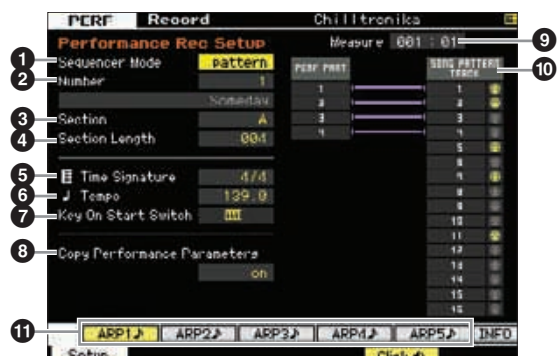 PERF Record Chilltronika
Performance Rec Setup Measure 001 : 01 9
1 Sequencer Mode pattern PERF PART SONG PATTERN TRACK 10
2 Number 1
Someday
3 Section A
4 Section Length 004
5 Time Signature 4/4
6 Tempo 139.0
7 Key On Start Switch
8 Copy Performance Parameters
on
1 2 3 4
1 2 3 4 5 6 7 8 9 10 11 12 13 14 15 16
11 ARP1♪ ARP2♪ ARP3♪ ARP4♪ ARP5♪ INFO
Setup Click